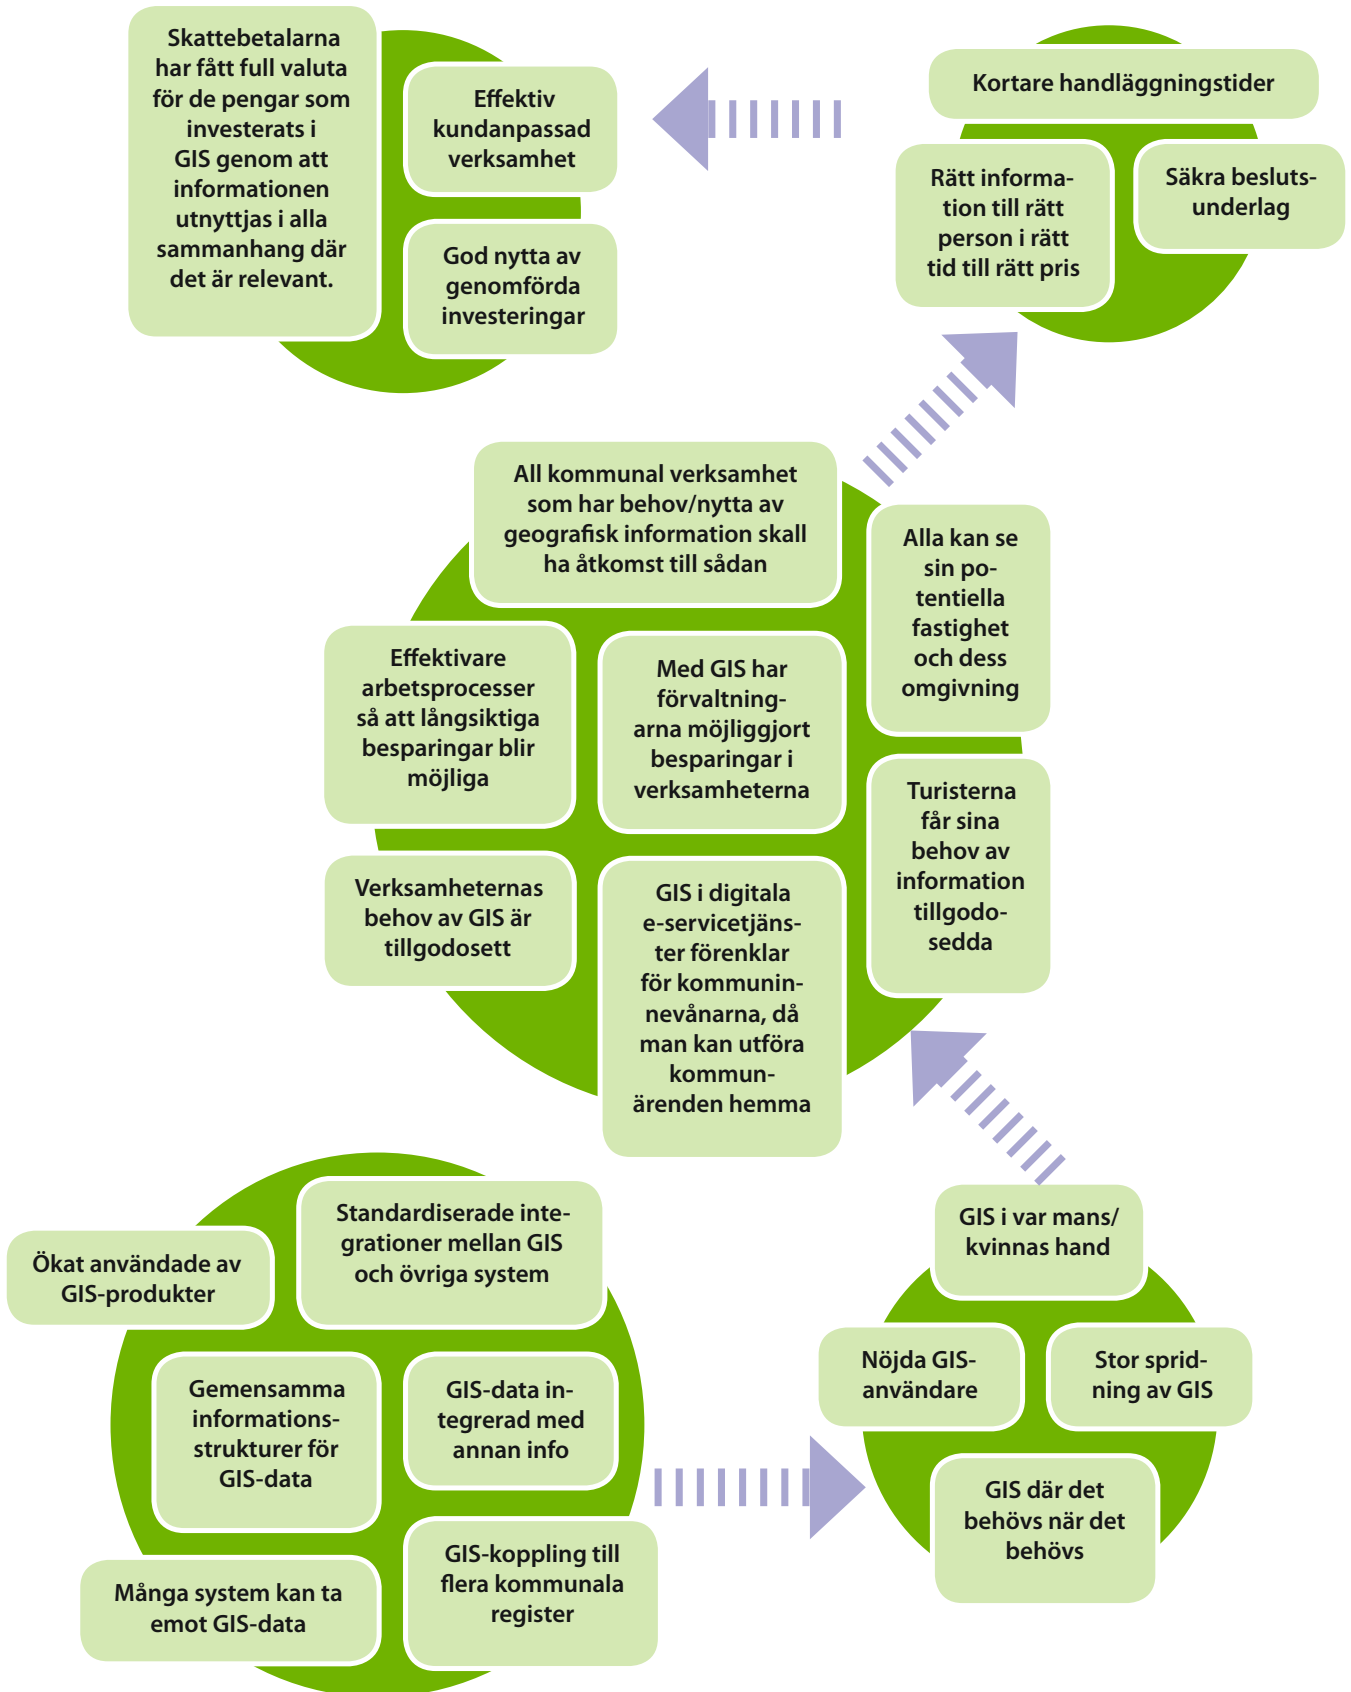 Skattebetalarna
har fått full valuta
för de pengar som
investerats i
GIS genom att
informationen
utnyttjas i alla
sammanhang där
det är relevant.
Effektiv
kundanpassad
verksamhet
God nytta av
genomförda
investeringar
Kortare handläggningstider
Rätt informa-
tion till rätt
person i rätt
tid till rätt pris
Säkra besluts-
underlag
All kommunal verksamhet
som har behov/nytta av
geografisk information skall
ha åtkomst till sådan
Alla kan se
sin po-
tentiella
fastighet
och dess
omgivning
Effektivare
arbetsprocesser
så att långsiktiga
besparingar blir
möjliga
Med GIS har
förvaltning-
arna möjliggjort
besparingar i
verksamheterna
Turisterna
får sina
behov av
information
tillgodo-
sedda
Verksamheternas
behov av GIS är
tillgodosett
GIS i digitala
e-servicetjäns-
ter förenklar
för kommunin-
nevånarna, då
man kan utföra
kommun-
ärenden hemma
Standardiserade inte-
grationer mellan GIS
och övriga system
Ökat användade av
GIS-produkter
Gemensamma
informations-
strukturer för
GIS-data
GIS-data in-
tegrerad med
annan info
Många system kan ta
emot GIS-data
GIS-koppling till
flera kommunala
register
GIS i var mans/
kvinnas hand
Nöjda GIS-
användare
Stor sprid-
ning av GIS
GIS där det
behövs när det
behövs